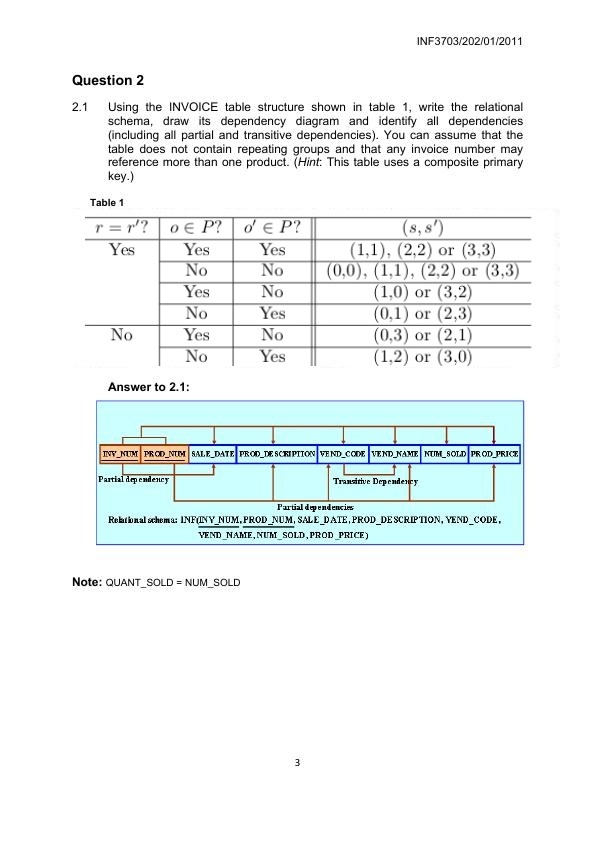 INF3703/202/01/2011
Question 2
2.1 Using the INVOICE table structure shown in table 1, write the relational
schema, draw its dependency diagram and identify all dependencies
(including all partial and transitive dependencies). You can assume that the
table does not contain repeating groups and that any invoice number may
reference more than one product. (Hint: This table uses a composite primary
key.)
Table 1
r = r′? o ∈ P? o′ ∈ P? (s, s′)
Yes Yes Yes (1,1), (2,2) or (3,3)
No No (0,0), (1,1), (2,2) or (3,3)
Yes No (1,0) or (3,2)
No Yes (0,1) or (2,3)
No Yes No (0,3) or (2,1)
No Yes (1,2) or (3,0)
Answer to 2.1:
INV_NUM PROD_NUM SALE_DATE PROD_DESCRIPTION VEND_CODE VEND_NAME NUM_SOLD PROD_PRICE
Partial dependency Transitive Dependency
Partial dependencies
Relational schema: INF(INV_NUM, PROD_NUM, SALE_DATE, PROD_DESCRIPTION, VEND_CODE,
VEND_NAME, NUM_SOLD, PROD_PRICE)
Note: QUANT_SOLD = NUM_SOLD
3